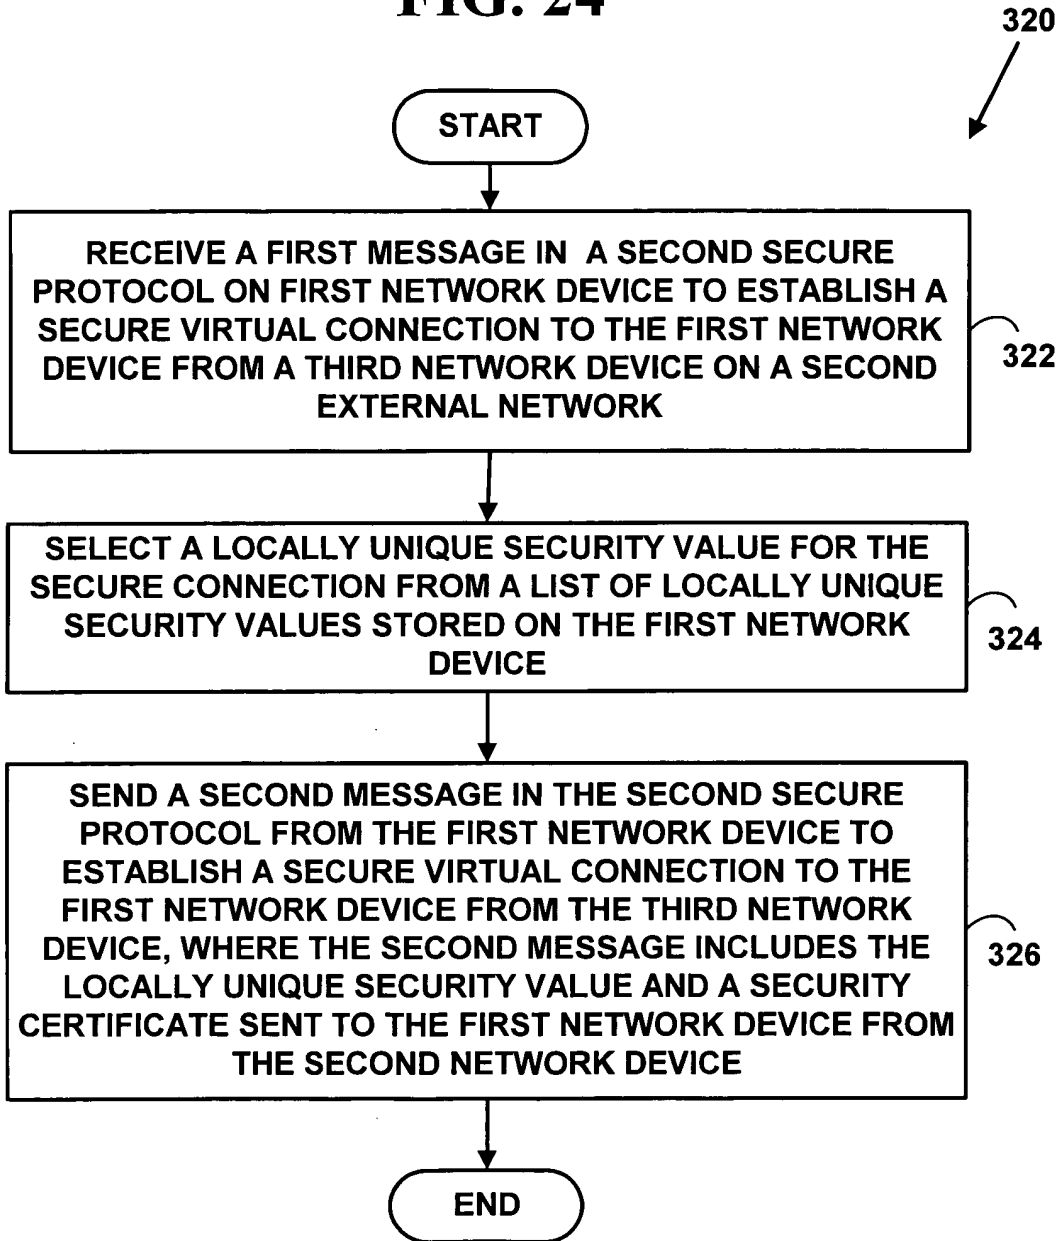 FIG. 24
320
START
RECEIVE A FIRST MESSAGE IN A SECOND SECURE
PROTOCOL ON FIRST NETWORK DEVICE TO ESTABLISH A
SECURE VIRTUAL CONNECTION TO THE FIRST NETWORK
DEVICE FROM A THIRD NETWORK DEVICE ON A SECOND
EXTERNAL NETWORK
322
SELECT A LOCALLY UNIQUE SECURITY VALUE FOR THE
SECURE CONNECTION FROM A LIST OF LOCALLY UNIQUE
SECURITY VALUES STORED ON THE FIRST NETWORK
DEVICE
324
SEND A SECOND MESSAGE IN THE SECOND SECURE
PROTOCOL FROM THE FIRST NETWORK DEVICE TO
ESTABLISH A SECURE VIRTUAL CONNECTION TO THE
FIRST NETWORK DEVICE FROM THE THIRD NETWORK
DEVICE, WHERE THE SECOND MESSAGE INCLUDES THE
LOCALLY UNIQUE SECURITY VALUE AND A SECURITY
CERTIFICATE SENT TO THE FIRST NETWORK DEVICE FROM
THE SECOND NETWORK DEVICE
326
END